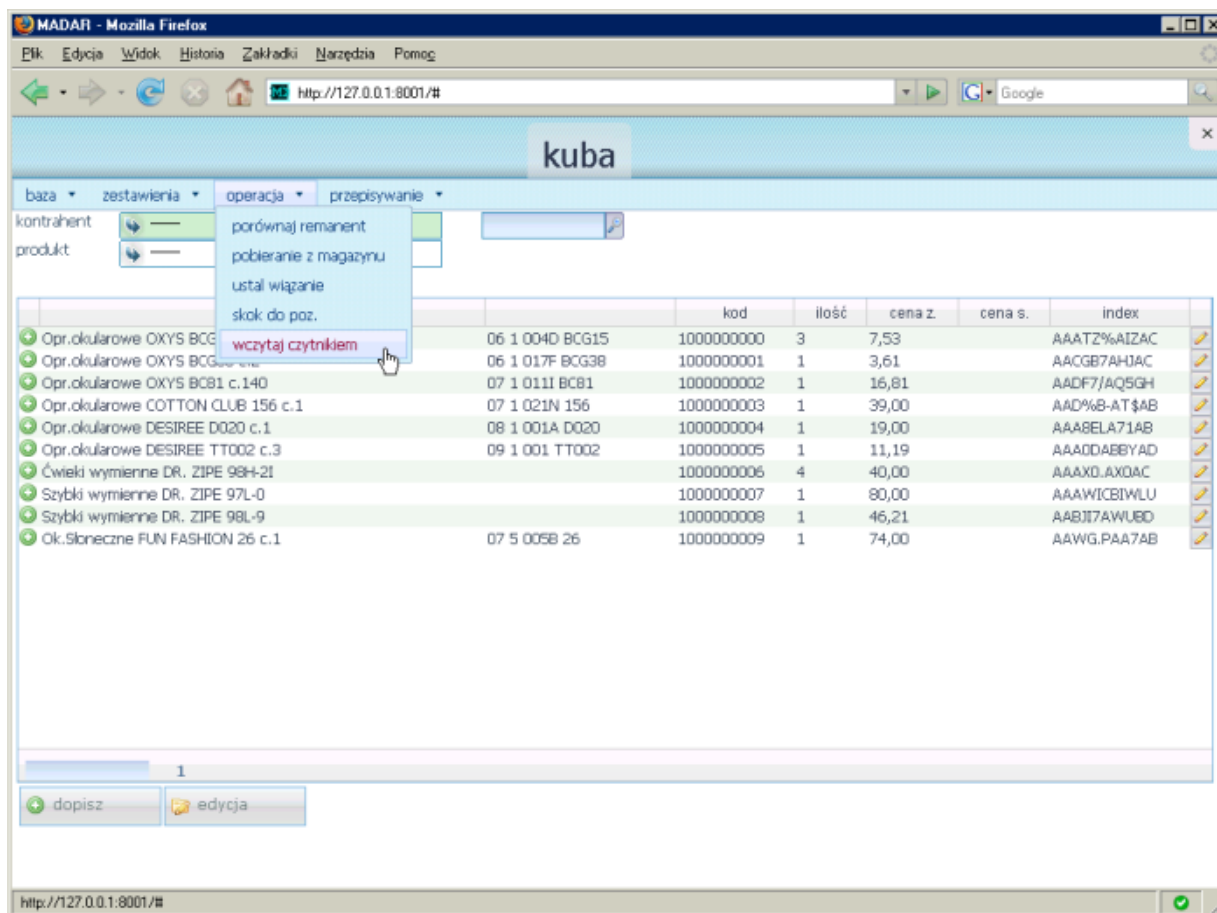 MADAR - Mozilla Firefox
Plik Edycja Widok Historia Zakładki Narzędzia Pomoc
http://127.0.0.1:8001/# Google
kuba
baza zestawienia operacja przepisywanie
kontrahent
produkt
porównaj remanent
pobieranie z magazynu
ustal wiązanie
skok do poz.
wczytaj czytnikiem
kod ilość cena z. cena s. index
Opr.okularowe OXYS BCG 06 1 004D BCG15 1000000000 3 7,53 AAATZ%AIZAC
Opr.okularowe OXYS 06 1 017F BCG38 1000000001 1 3,61 AACGB7AHJAC
Opr.okularowe OXYS BC81 c.140 07 1 011I BC81 1000000002 1 16,81 AADF7/AQ5GH
Opr.okularowe COTTON CLUB 156 c.1 07 1 021N 156 1000000003 1 39,00 AAD%B-AT$AB
Opr.okularowe DESIREE D020 c.1 08 1 001A D020 1000000004 1 19,00 AAA8ELA71AB
Opr.okularowe DESIREE TT002 c.3 09 1 001 TT002 1000000005 1 11,19 AAA0DABBYAD
Ćwieki wymienne DR. ZIPE 98H-2I 1000000006 4 40,00 AAAX0.AX0AC
Szybki wymienne DR. ZIPE 97L-0 1000000007 1 80,00 AAAWICBIWLU
Szybki wymienne DR. ZIPE 98L-9 1000000008 1 46,21 AABJI7AWUBD
Ok.Słoneczne FUN FASHION 26 c.1 07 5 005B 26 1000000009 1 74,00 AAWG.PAA7AB
1
dopisz edycja
http://127.0.0.1:8001/#